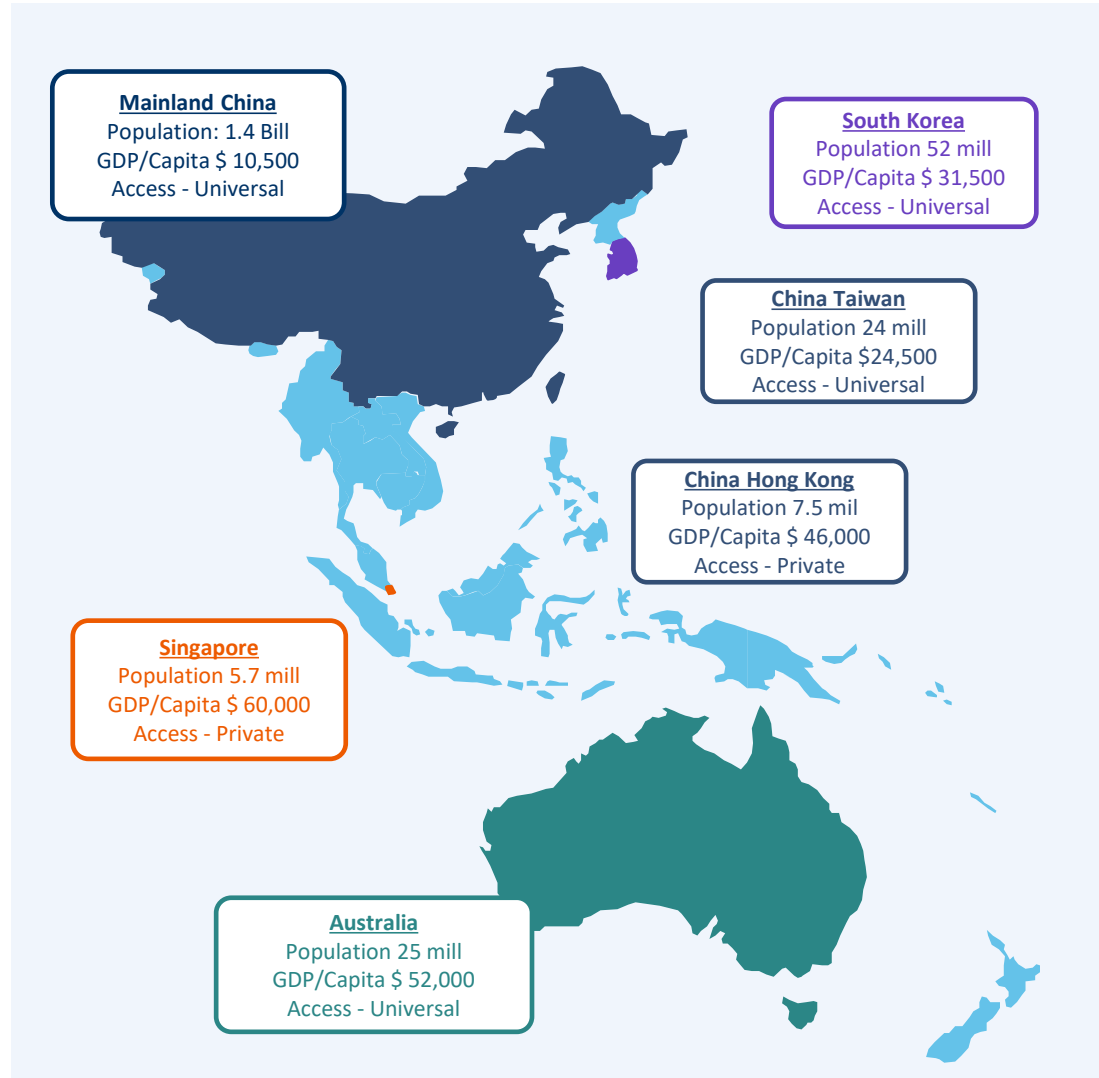 Mainland China
Population: 1.4 Bill
GDP/Capita $ 10,500
Access - Universal
South Korea
Population 52 mill
GDP/Capita $ 31,500
Access - Universal
China Taiwan
Population 24 mill
GDP/Capita $24,500
Access - Universal
China Hong Kong
Population 7.5 mil
GDP/Capita $ 46,000
Access - Private
Singapore
Population 5.7 mill
GDP/Capita $ 60,000
Access - Private
Australia
Population 25 mill
GDP/Capita $ 52,000
Access - Universal